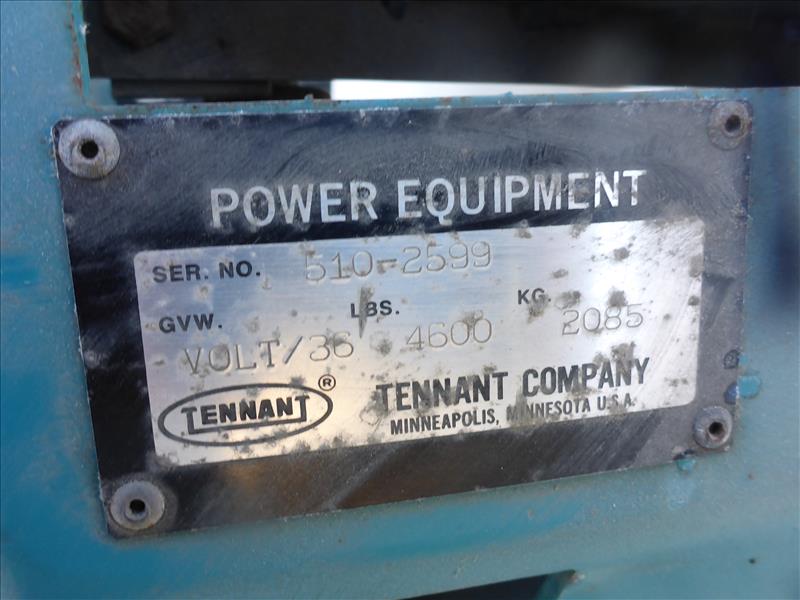 POWER EQUIPMENT
SER. NO. 510-2599
GVW. LBS. KG.
VOLT/36 4600 2085
TENNANT ® TENNANT COMPANY
MINNEAPOLIS, MINNESOTA U.S.A.